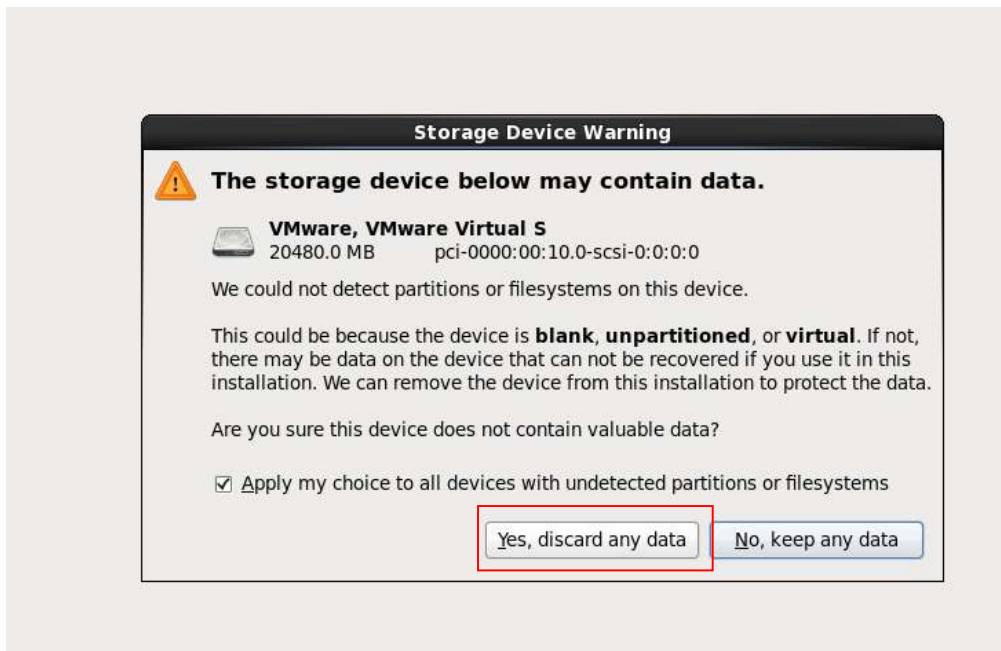 Storage Device Warning
The storage device below may contain data.
VMware, VMware Virtual S
20480.0 MB pci-0000:00:10.0-scsi-0:0:0:0
We could not detect partitions or filesystems on this device.
This could be because the device is blank, unpartitioned, or virtual. If not,
there may be data on the device that can not be recovered if you use it in this
installation. We can remove the device from this installation to protect the data.
Are you sure this device does not contain valuable data?
Apply my choice to all devices with undetected partitions or filesystems
Yes, discard any data No, keep any data